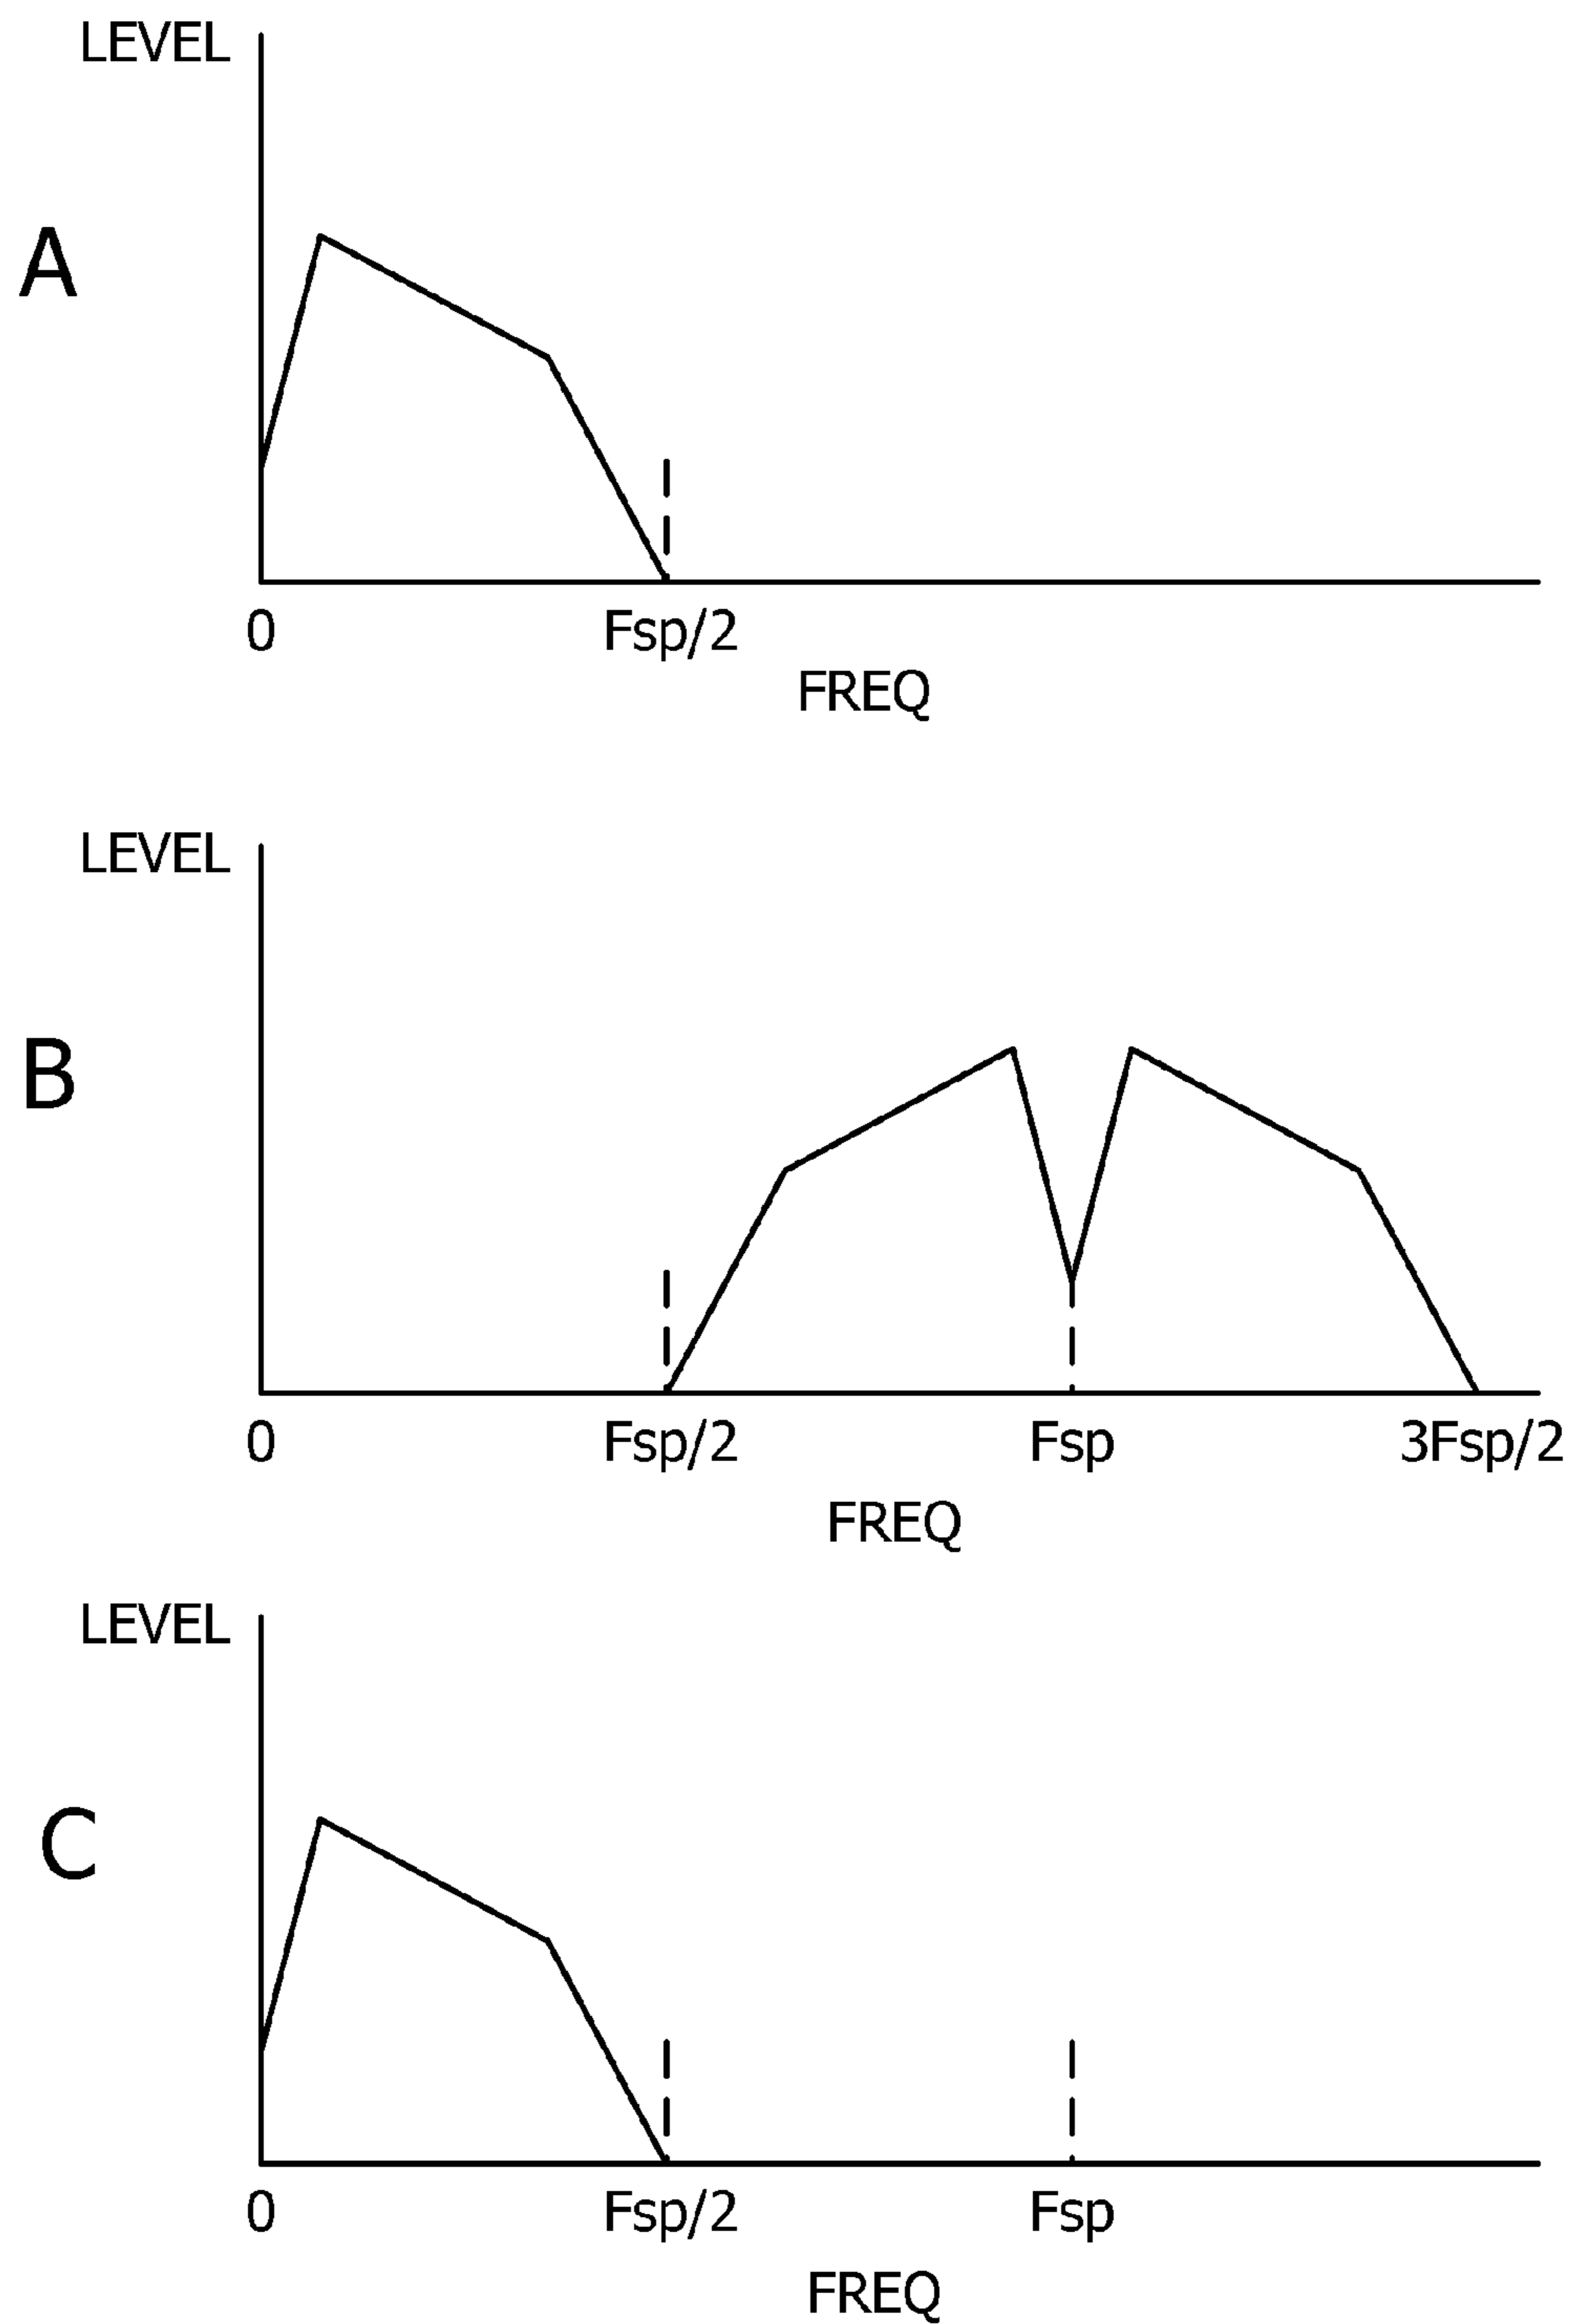 LEVEL
A
0 Fsp/2
FREQ
LEVEL
B
0 Fsp/2 Fsp 3Fsp/2
FREQ
LEVEL
C
0 Fsp/2 Fsp
FREQ